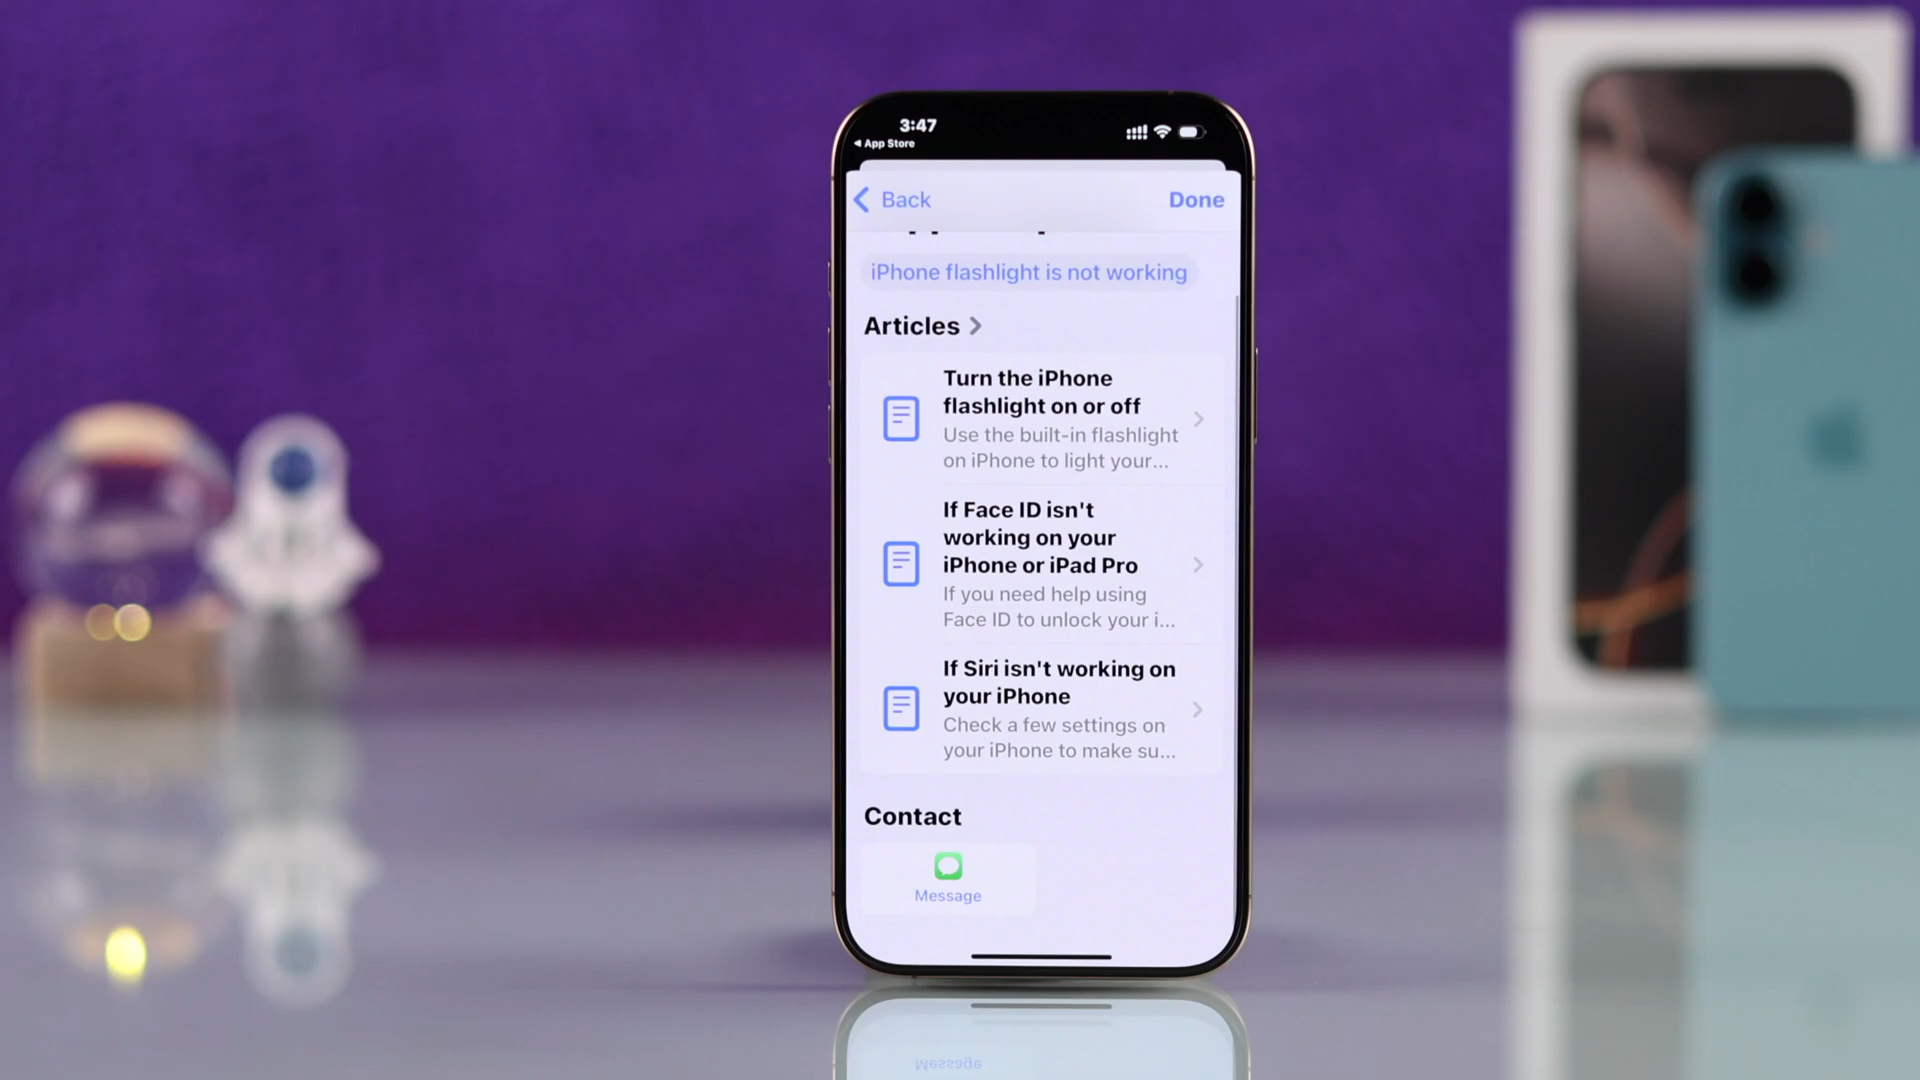 3:47
◀ App Store
Back
Done
iPhone flashlight is not working
Articles
Turn the iPhone
flashlight on or off
Use the built-in flashlight
on iPhone to light your...
If Face ID isn't
working on your
iPhone or iPad Pro
If you need help using
Face ID to unlock your i...
If Siri isn't working on
your iPhone
Check a few settings on
your iPhone to make su...
Contact
Message
Message